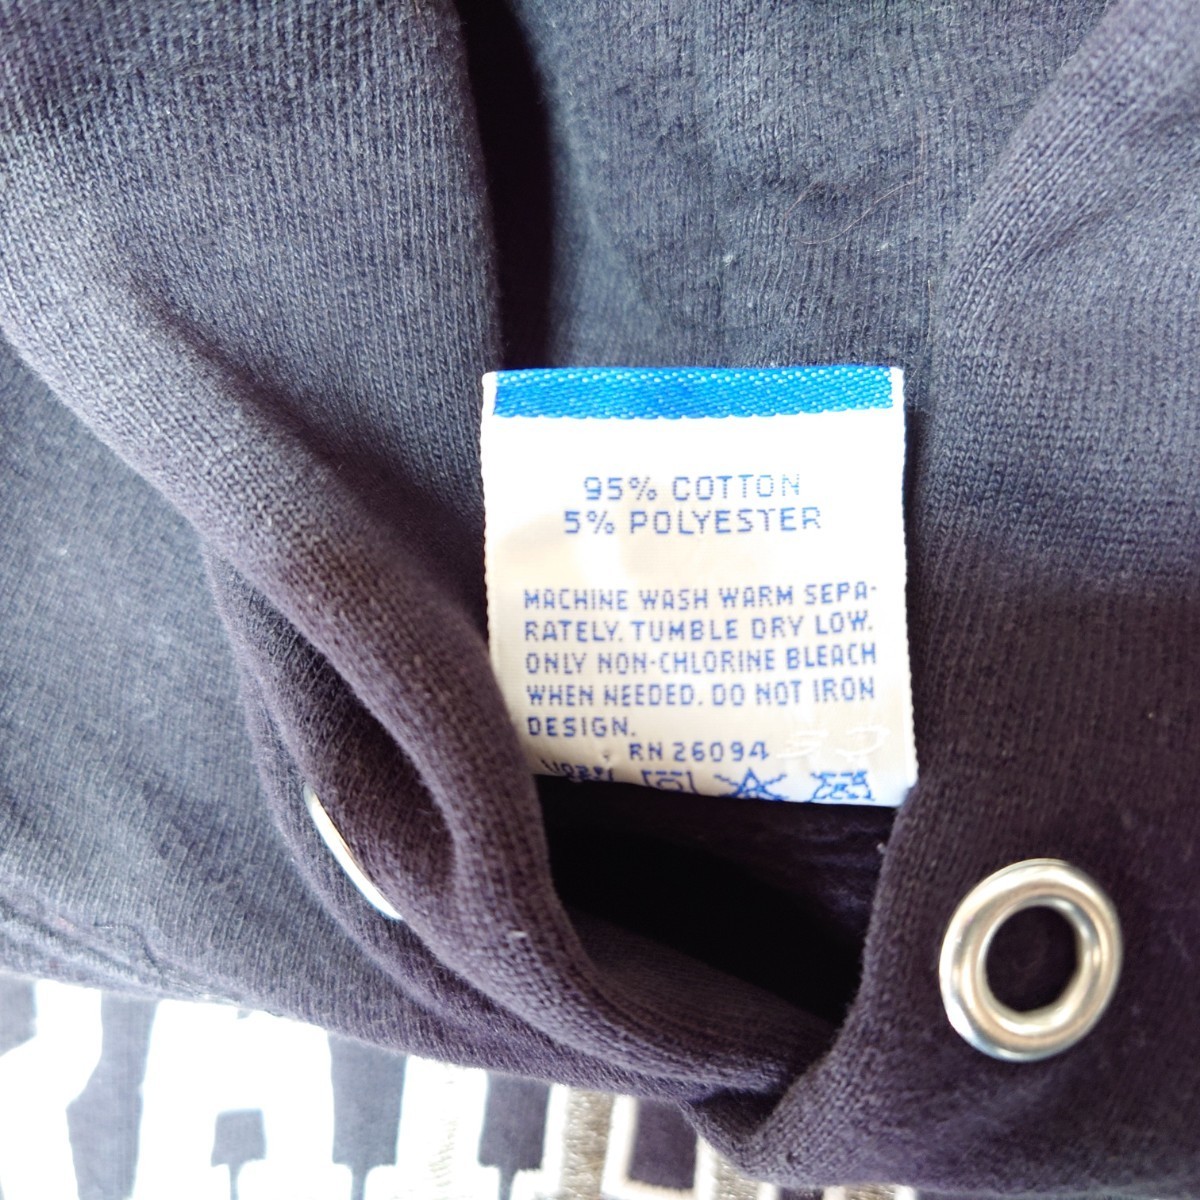 95% COTTON
5% POLYESTER
MACHINE WASH WARM SEPA-
RATELY. TUMBLE DRY LOW.
ONLY NON-CHLORINE BLEACH
WHEN NEEDED. DO NOT IRON
DESIGN.
RN 26094